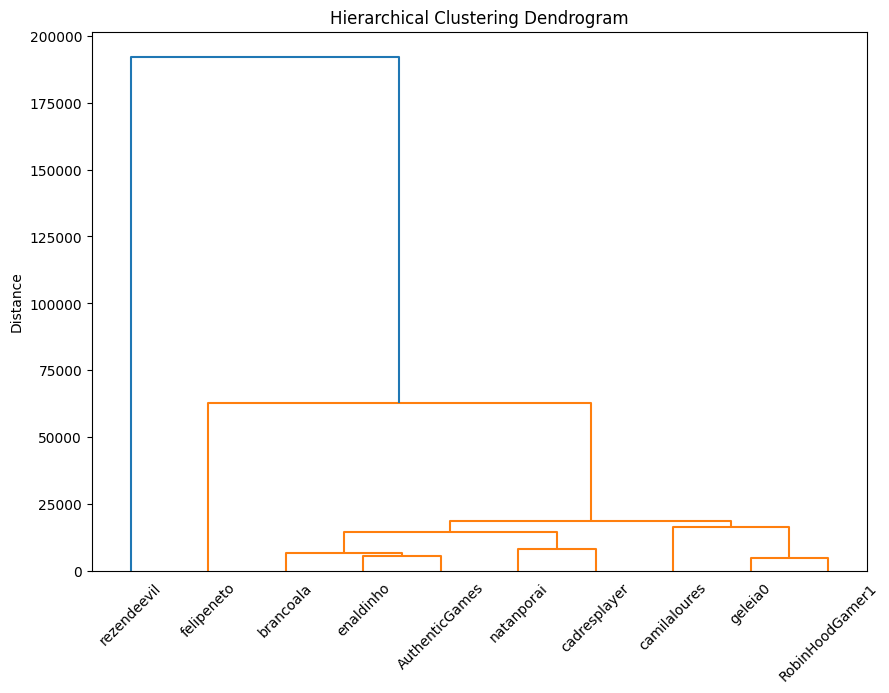 Hierarchical Clustering Dendrogram
200000
175000
150000
125000
100000
75000
50000
25000
0
Distance
rezendeevil
felipeneto
brancoala
enaldinho
AuthenticGames
natanporai
cadresplayer
camilaloures
geleia0
RobinHoodGamer1